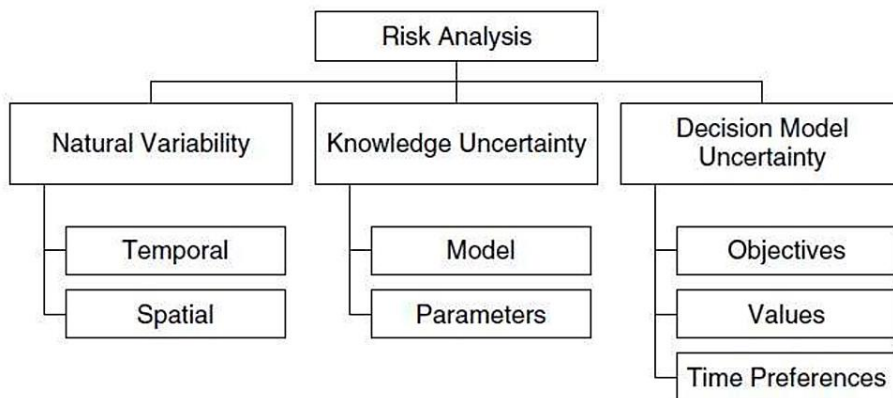 Risk Analysis
Natural Variability
Knowledge Uncertainty
Decision Model
Uncertainty
Temporal
Model
Objectives
Spatial
Parameters
Values
Time Preferences